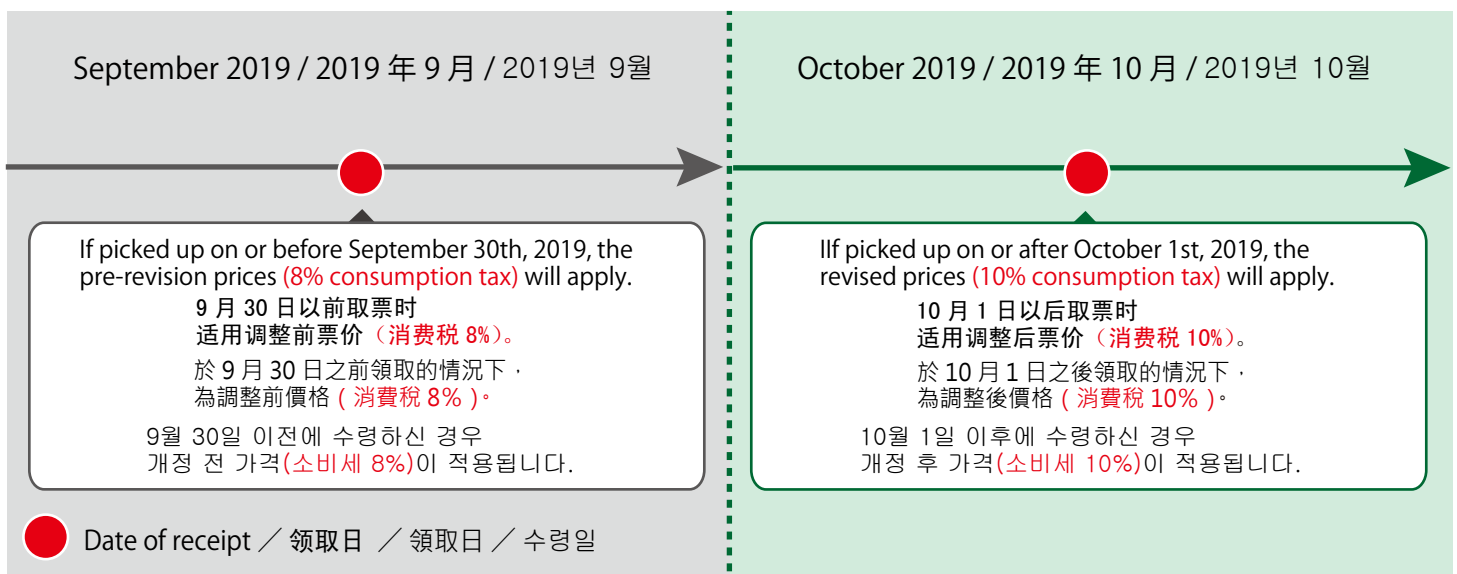 September 2019 / 2019 年 9 月 / 2019년 9월
If picked up on or before September 30th, 2019, the
pre-revision prices (8% consumption tax) will apply.
9 月 30 日以前取票时
适用调整前票价（消费税 8%）。
於 9 月 30 日之前領取的情況下，
為調整前價格 ( 消費稅 8% )。
9월 30일 이전에 수령하신 경우
개정 전 가격(소비세 8%)이 적용됩니다.
October 2019 / 2019 年 10 月 / 2019년 10월
IIf picked up on or after October 1st, 2019, the
revised prices (10% consumption tax) will apply.
10 月 1 日以后取票时
适用调整后票价（消费税 10%）。
於 10 月 1 日之後領取的情況下，
為調整後價格 ( 消費稅 10% )。
10월 1일 이후에 수령하신 경우
개정 후 가격(소비세 10%)이 적용됩니다.
Date of receipt ／ 领取日 ／ 領取日 ／ 수령일